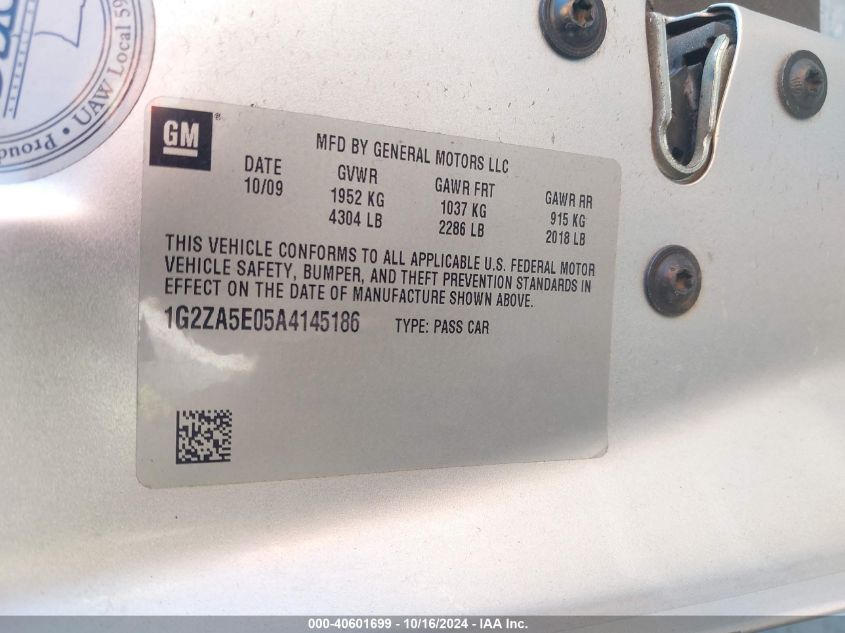 Proudly
UAW Local 59
GM
®
MFD BY GENERAL MOTORS LLC
DATE GVWR GAWR FRT GAWR RR
10/09 1952 KG 1037 KG 915 KG
4304 LB 2286 LB 2018 LB
THIS VEHICLE CONFORMS TO ALL APPLICABLE U.S. FEDERAL MOTOR
VEHICLE SAFETY, BUMPER, AND THEFT PREVENTION STANDARDS IN
EFFECT ON THE DATE OF MANUFACTURE SHOWN ABOVE.
1G2ZA5E05A4145186 TYPE: PASS CAR
000-40601699 - 10/16/2024 - IAA Inc.